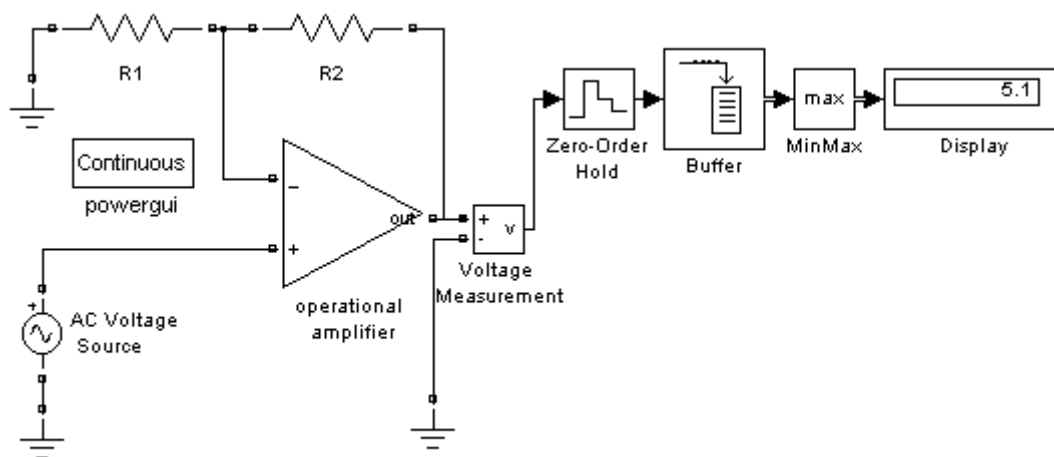 R1
R2
Continuous
powergui
−
+
out
operational
amplifier
+
AC Voltage
Source
+
-
v
Voltage
Measurement
Zero-Order
Hold
Buffer
max
MinMax
5.1
Display